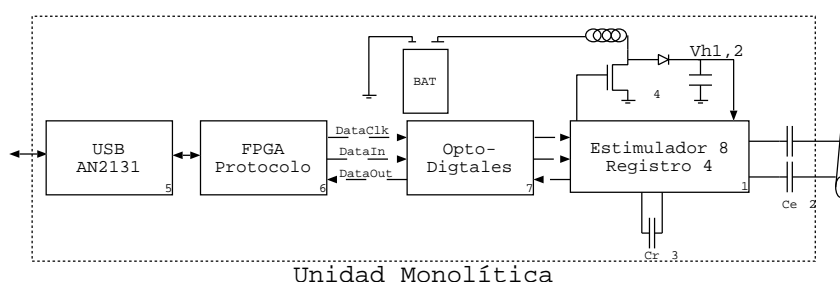 Vh1,2
BAT
4
DataClk
USB
AN2131
5
FPGA
Protocolo
6
DataIn
DataOut
Opto-
Digtales
7
Estimulador 8
Registro 4
1
Ce 2
Cr 3
Unidad Monolítica